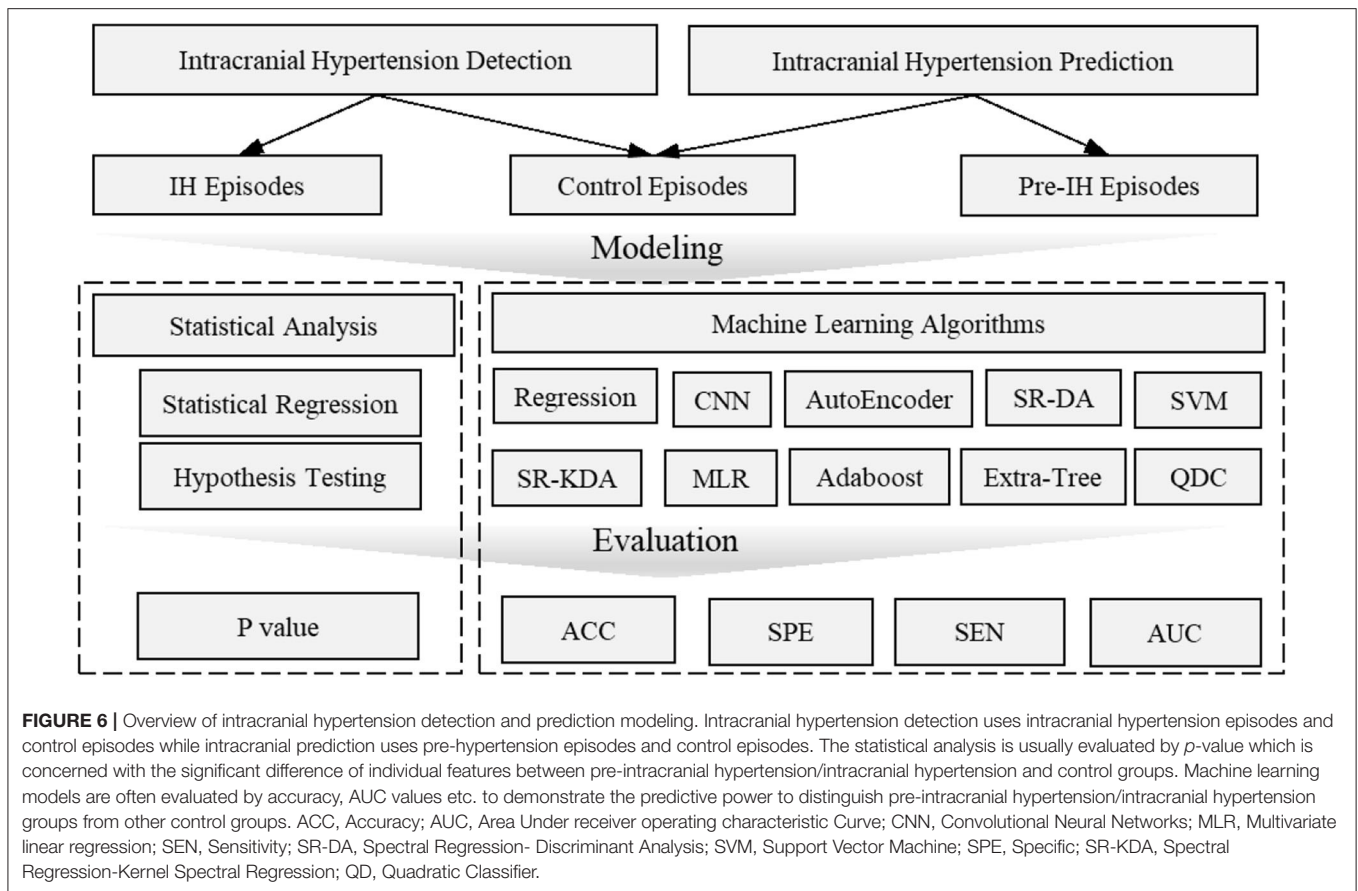 Intracranial Hypertension Detection
Intracranial Hypertension Prediction
IH Episodes
Control Episodes
Pre-IH Episodes
Modeling
Statistical Analysis
Statistical Regression
Hypothesis Testing
Machine Learning Algorithms
Regression
CNN
AutoEncoder
SR-DA
SVM
SR-KDA
MLR
Adaboost
Extra-Tree
QDC
Evaluation
P value
ACC
SPE
SEN
AUC
FIGURE 6 | Overview of intracranial hypertension detection and prediction modeling. Intracranial hypertension detection uses intracranial hypertension episodes and
control episodes while intracranial prediction uses pre-hypertension episodes and control episodes. The statistical analysis is usually evaluated by p-value which is
concerned with the significant difference of individual features between pre-intracranial hypertension/intracranial hypertension and control groups. Machine learning
models are often evaluated by accuracy, AUC values etc. to demonstrate the predictive power to distinguish pre-intracranial hypertension/intracranial hypertension
groups from other control groups. ACC, Accuracy; AUC, Area Under receiver operating characteristic Curve; CNN, Convolutional Neural Networks; MLR, Multivariate
linear regression; SEN, Sensitivity; SR-DA, Spectral Regression- Discriminant Analysis; SVM, Support Vector Machine; SPE, Specific; SR-KDA, Spectral
Regression-Kernel Spectral Regression; QD, Quadratic Classifier.